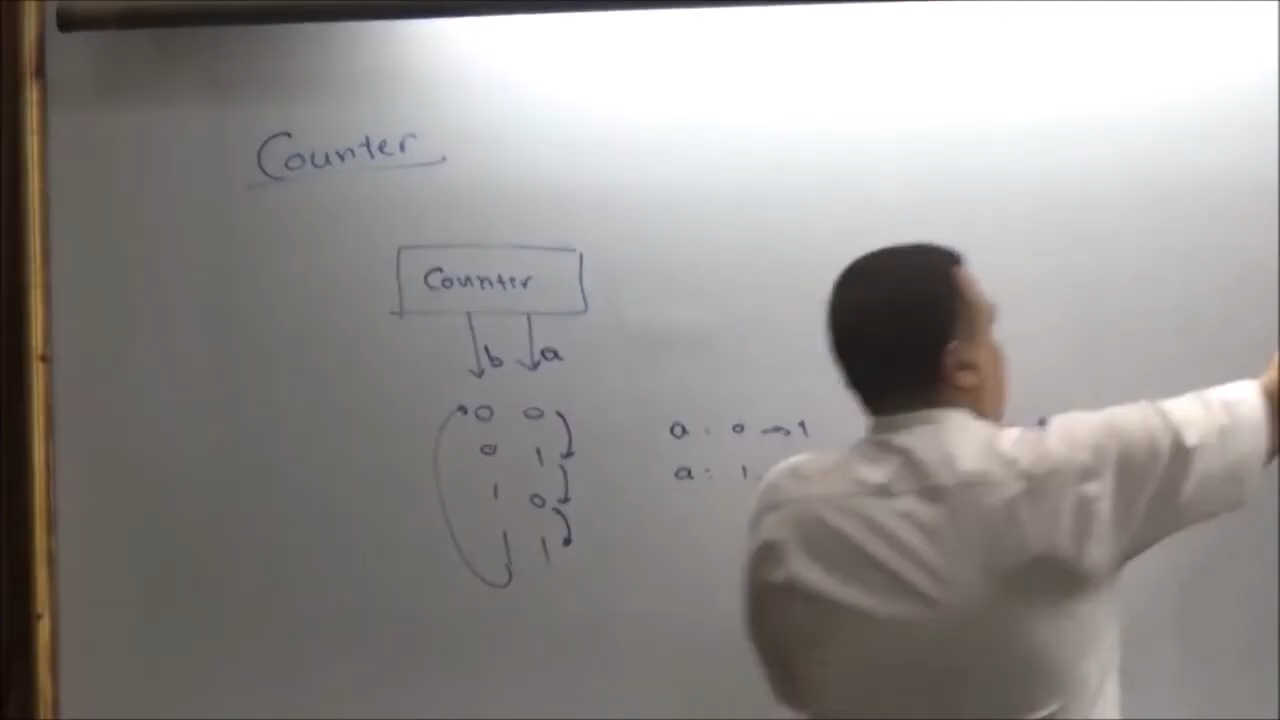 Counter
Counter
b a
0 0
0 1
1 0
1 1
a : 0 → 1
a : 1